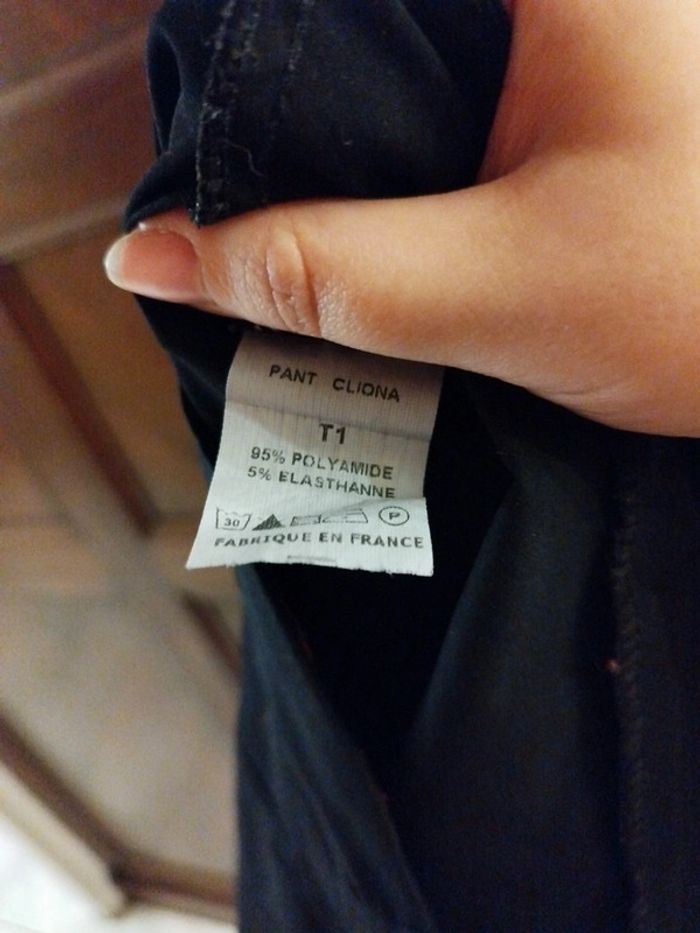 PANT CLIONA
T1
95% POLYAMIDE
5% ELASTHANNE
30 P
FABRIQUE EN FRANCE